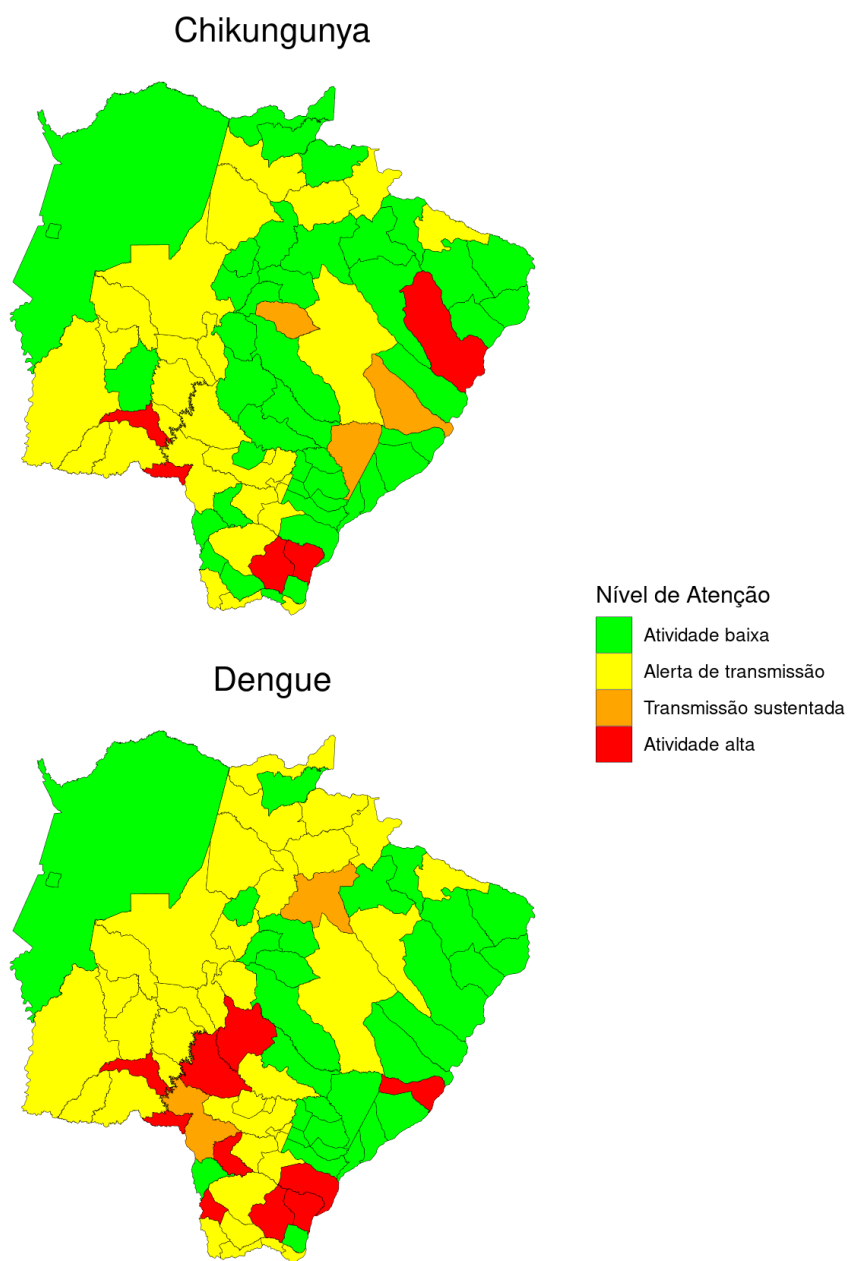 Chikungunya
Nível de Atenção
Atividade baixa
Alerta de transmissão
Transmissão sustentada
Atividade alta
Dengue